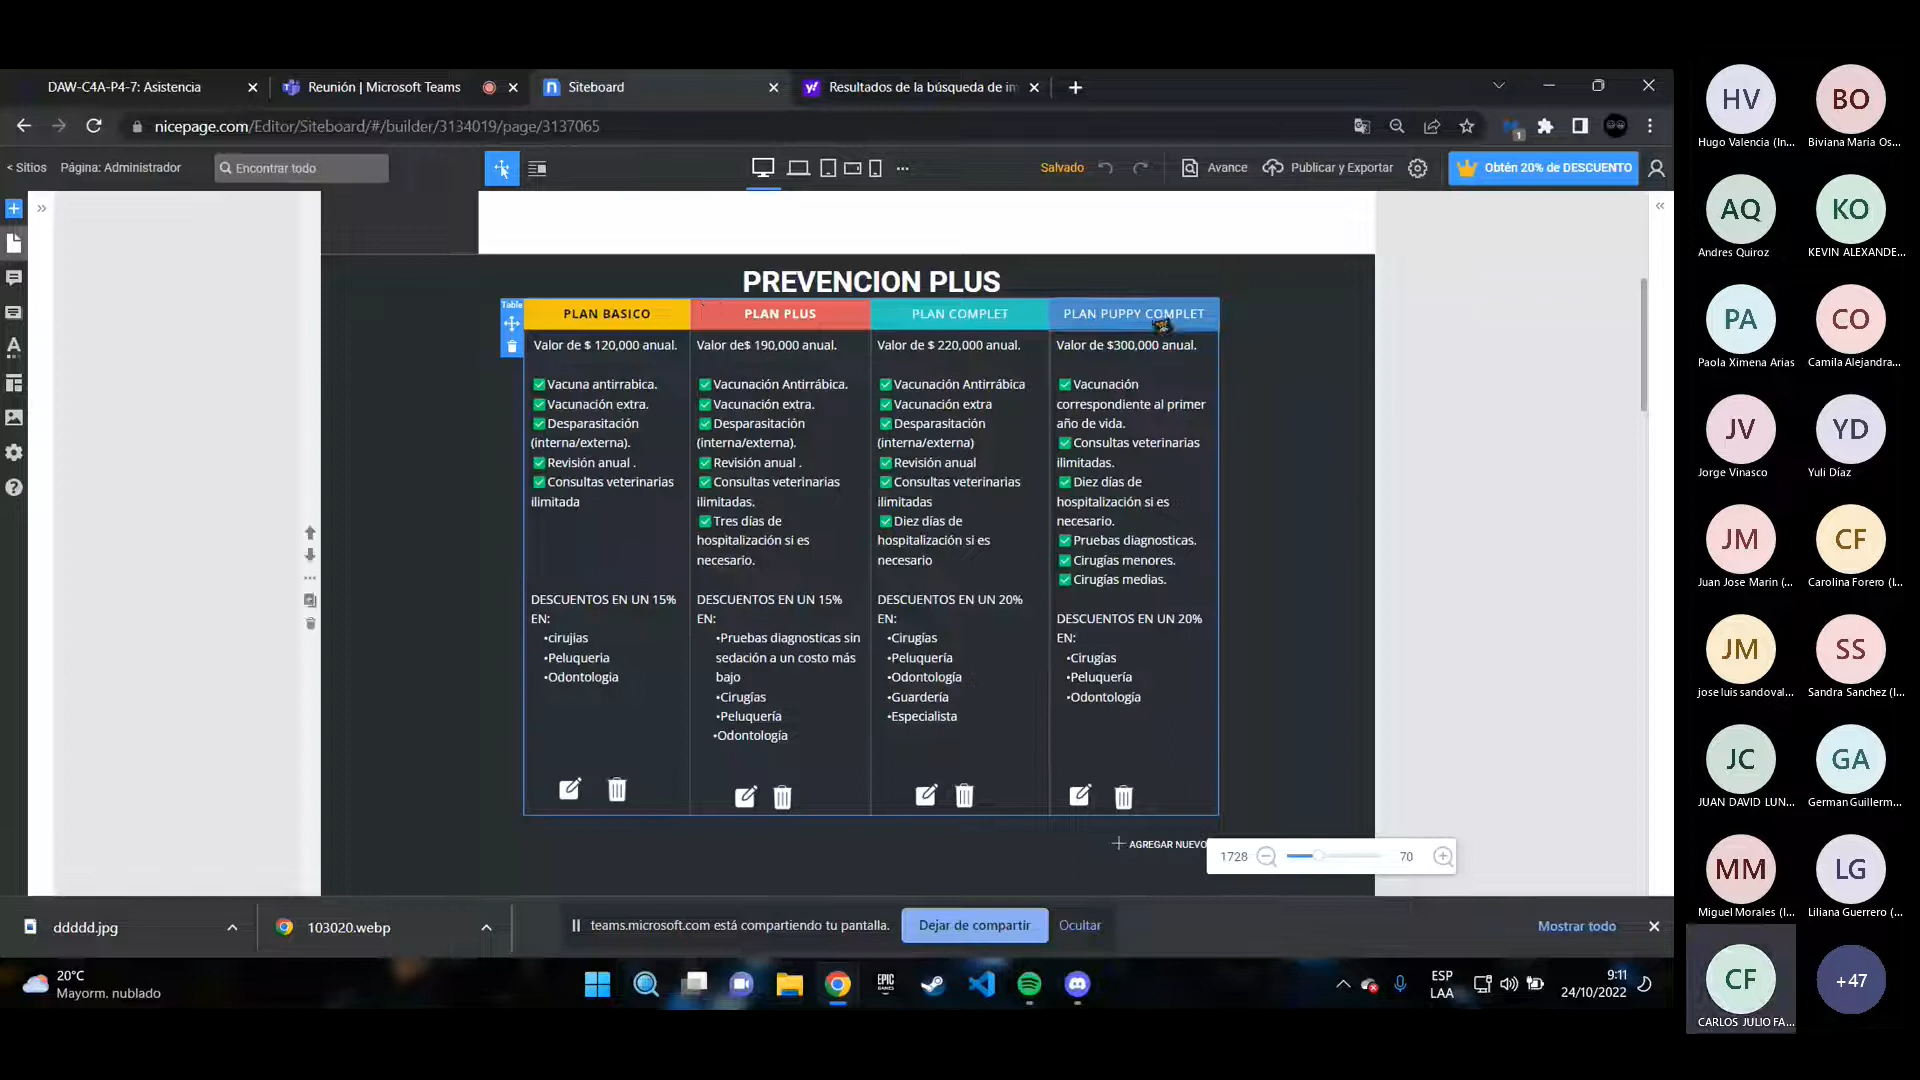 DAW-C4A-P4-7: Asistencia
Reunión | Microsoft Teams
Siteboard
Resultados de la búsqueda de im
nicepage.com/Editor/Siteboard/#/builder/3134019/page/3137065
1
< Sitios
Página: Administrador
Encontrar todo
Salvado
Avance
Publicar y Exportar
Obtén 20% de DESCUENTO
PREVENCION PLUS
Table
PLAN BASICO
Valor de $ 120,000 anual.
Vacuna antirrabica.
Vacunación extra.
Desparasitación
(interna/externa).
Revisión anual .
Consultas veterinarias
ilimitada
DESCUENTOS EN UN 15%
EN:
•cirujias
•Peluqueria
•Odontologia
PLAN PLUS
Valor de$ 190,000 anual.
Vacunación Antirrábica.
Vacunación extra.
Desparasitación
(interna/externa).
Revisión anual .
Consultas veterinarias
ilimitadas.
Tres días de
hospitalización si es
necesario.
DESCUENTOS EN UN 15%
EN:
•Pruebas diagnosticas sin
sedación a un costo más
bajo
•Cirugías
•Peluquería
•Odontología
PLAN COMPLET
Valor de $ 220,000 anual.
Vacunación Antirrábica
Vacunación extra
Desparasitación
(interna/externa)
Revisión anual
Consultas veterinarias
ilimitadas
Diez días de
hospitalización si es
necesario
DESCUENTOS EN UN 20%
EN:
•Cirugías
•Peluquería
•Odontología
•Guardería
•Especialista
PLAN PUPPY COMPLET
Valor de $300,000 anual.
Vacunación
correspondiente al primer
año de vida.
Consultas veterinarias
ilimitadas.
Diez días de
hospitalización si es
necesario.
Pruebas diagnosticas.
Cirugías menores.
Cirugías medias.
DESCUENTOS EN UN 20%
EN:
•Cirugías
•Peluquería
•Odontología
AGREGAR NUEVO
1728
70
ddddd.jpg
103020.webp
teams.microsoft.com está compartiendo tu pantalla.
Dejar de compartir
Ocultar
Mostrar todo
20°C
Mayorm. nublado
EPIC
GAMES
ESP
LAA
9:11
24/10/2022
HV
Hugo Valencia (In...
BO
Biviana Maria Os...
AQ
Andres Quiroz
KO
KEVIN ALEXANDE...
PA
Paola Ximena Arias
CO
Camila Alejandra...
JV
Jorge Vinasco
YD
Yuli Díaz
JM
Juan Jose Marin (...
CF
Carolina Forero (I...
JM
jose luis sandoval...
SS
Sandra Sanchez (I...
JC
JUAN DAVID LUN...
GA
German Guillerm...
MM
Miguel Morales (I...
LG
Liliana Guerrero (...
CF
CARLOS JULIO FA...
+47